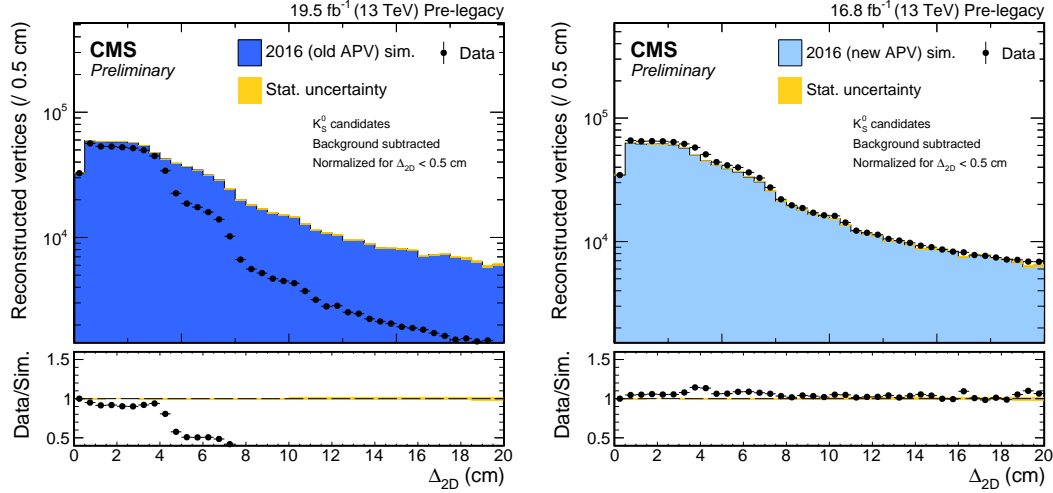 19.5 fb⁻¹ (13 TeV) Pre-legacy
CMS
Preliminary
2016 (old APV) sim.
Data
Stat. uncertainty
K⁰S candidates
Background subtracted
Normalized for Δ2D < 0.5 cm
Reconstructed vertices (/ 0.5 cm)
10⁵
10⁴
Data/Sim.
1.5
1
0.5
0 2 4 6 8 10 12 14 16 18 20
Δ2D (cm)
16.8 fb⁻¹ (13 TeV) Pre-legacy
CMS
Preliminary
2016 (new APV) sim.
Data
Stat. uncertainty
K⁰S candidates
Background subtracted
Normalized for Δ2D < 0.5 cm
Reconstructed vertices (/ 0.5 cm)
10⁵
10⁴
Data/Sim.
1.5
1
0.5
0 2 4 6 8 10 12 14 16 18 20
Δ2D (cm)